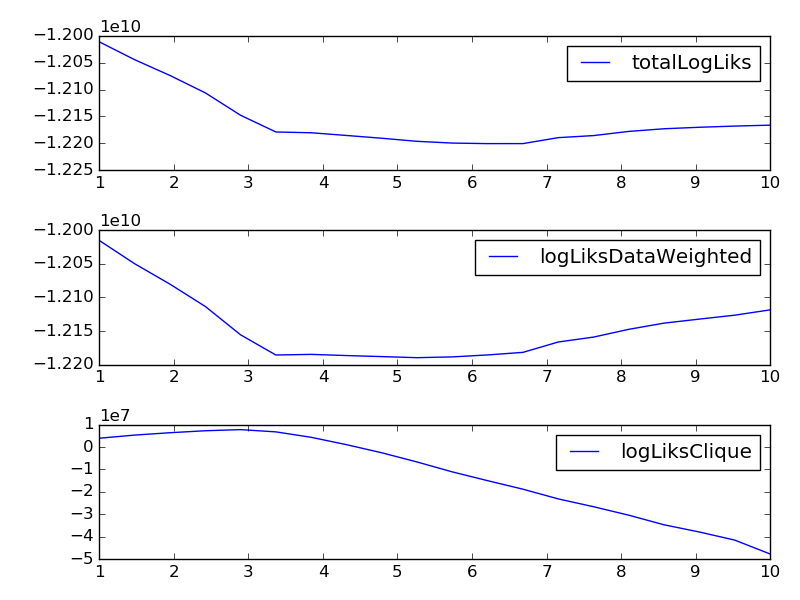 1e10
−1.200
−1.205
−1.210
−1.215
−1.220
−1.225
totalLogLiks
1 2 3 4 5 6 7 8 9 10
1e10
−1.200
−1.205
−1.210
−1.215
−1.220
logLiksDataWeighted
1 2 3 4 5 6 7 8 9 10
1e7
1
0
−1
−2
−3
−4
−5
logLiksClique
1 2 3 4 5 6 7 8 9 10